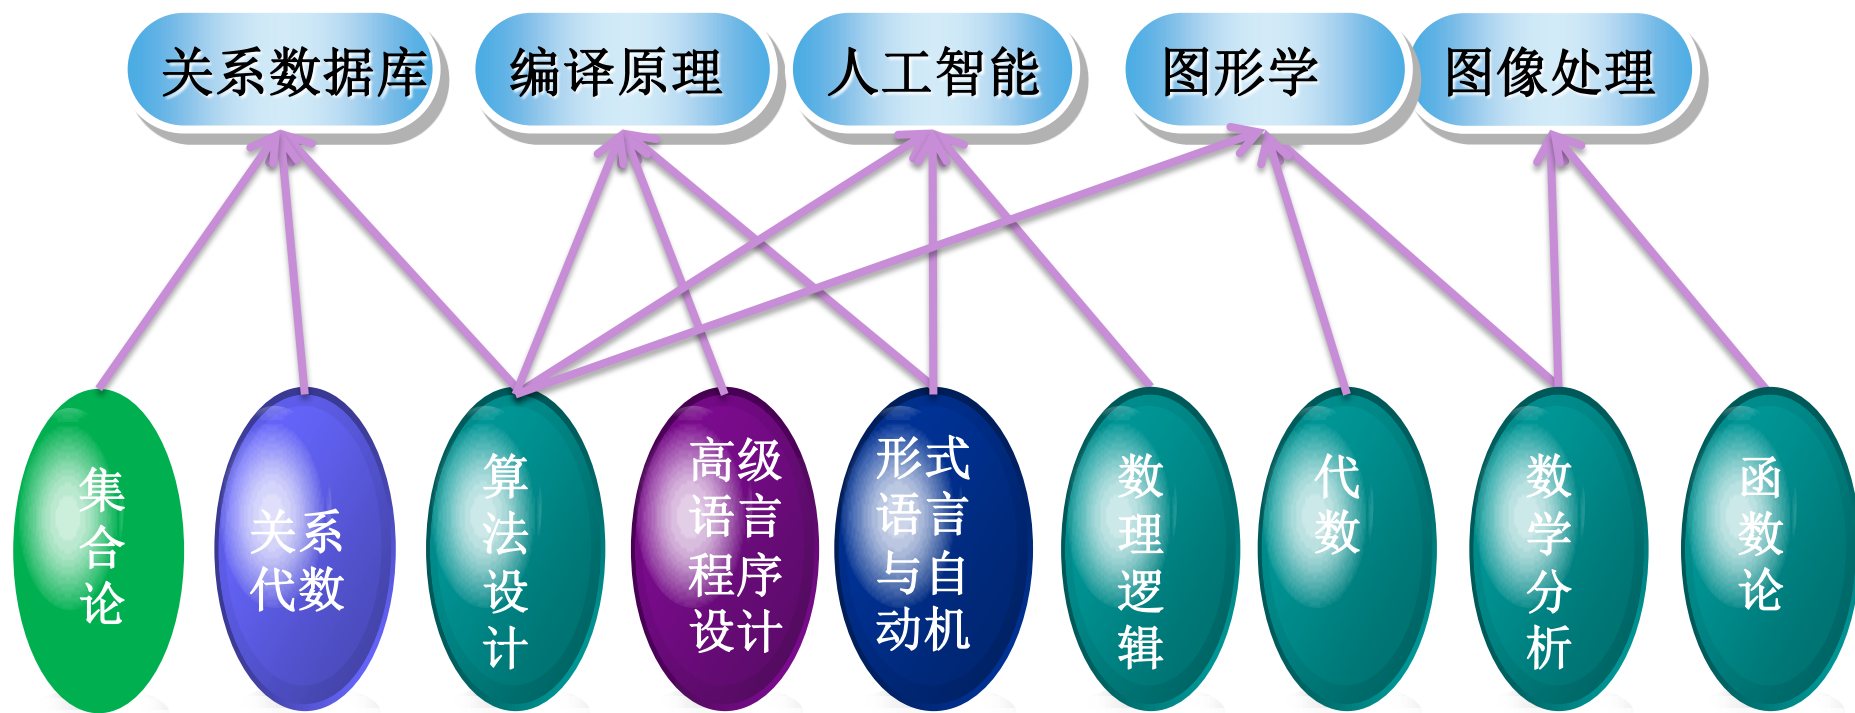 关系数据库
编译原理
人工智能
图形学
图像处理
集
合
论
关系
代数
算
法
设
计
高级
语言
程序
设计
形式
语言
与自
动机
数
理
逻
辑
代
数
数
学
分
析
函
数
论